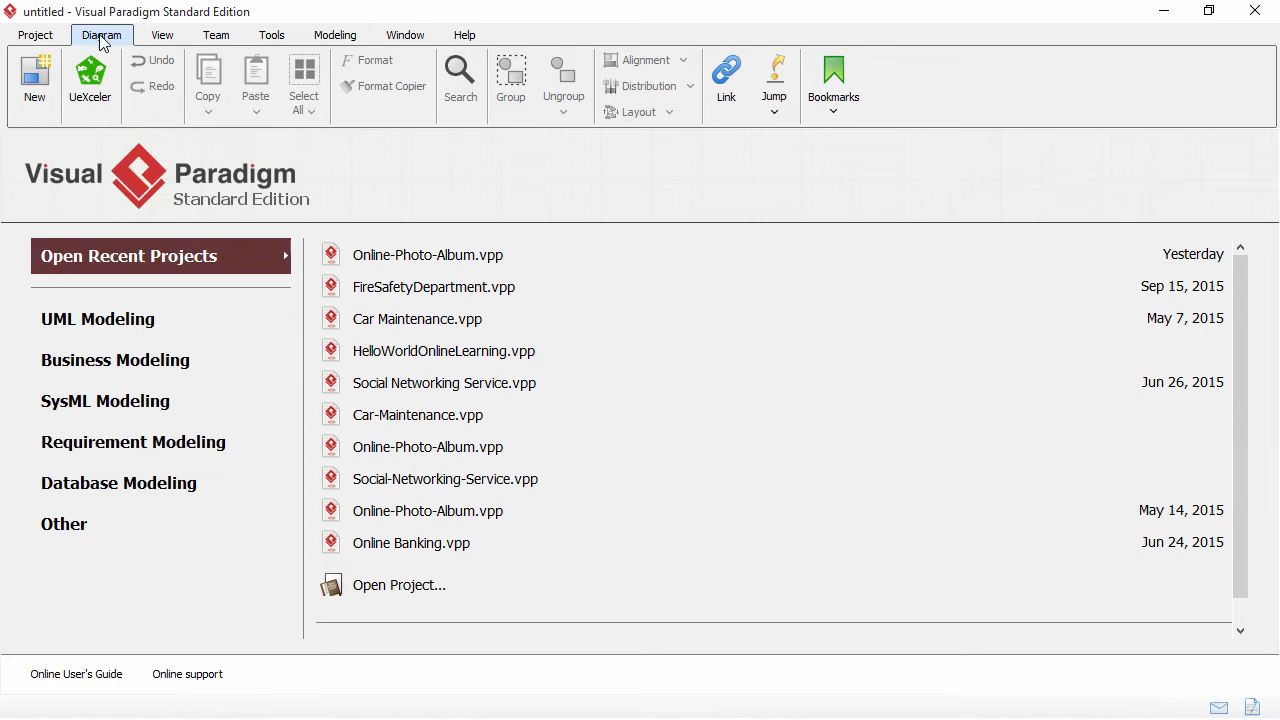 untitled - Visual Paradigm Standard Edition
Project Diagram View Team Tools Modeling Window Help
New
UeXceler
Undo
Redo
Copy
Paste
Select
All
Format
Format Copier
Search
Group
Ungroup
Alignment
Distribution
Layout
Link
Jump
Bookmarks
Visual Paradigm
Standard Edition
Open Recent Projects
UML Modeling
Business Modeling
SysML Modeling
Requirement Modeling
Database Modeling
Other
Online-Photo-Album.vpp Yesterday
FireSafetyDepartment.vpp Sep 15, 2015
Car Maintenance.vpp May 7, 2015
HelloWorldOnlineLearning.vpp
Social Networking Service.vpp Jun 26, 2015
Car-Maintenance.vpp
Online-Photo-Album.vpp
Social-Networking-Service.vpp
Online-Photo-Album.vpp May 14, 2015
Online Banking.vpp Jun 24, 2015
Open Project...
Online User's Guide Online support